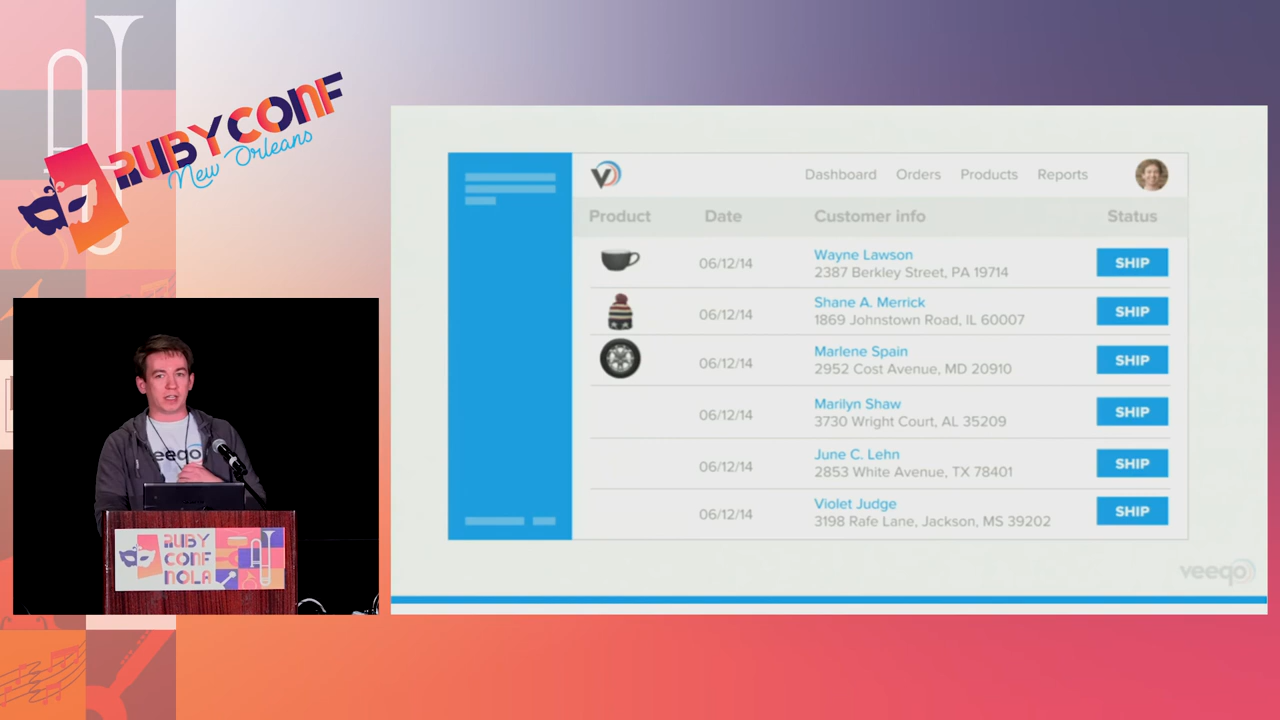 RUBYCONF
New Orleans
Dashboard Orders Products Reports
Product Date Customer info Status
06/12/14 Wayne Lawson SHIP
2387 Berkley Street, PA 19714
06/12/14 Shane A. Merrick SHIP
1869 Johnstown Road, IL 60007
06/12/14 Marlene Spain SHIP
2952 Cost Avenue, MD 20910
06/12/14 Marilyn Shaw SHIP
3730 Wright Court, AL 35209
06/12/14 June C. Lehn SHIP
2853 White Avenue, TX 78401
06/12/14 Violet Judge SHIP
3198 Rafe Lane, Jackson, MS 39202
veeqo
veeqo
RUBY
CONF
NOLA